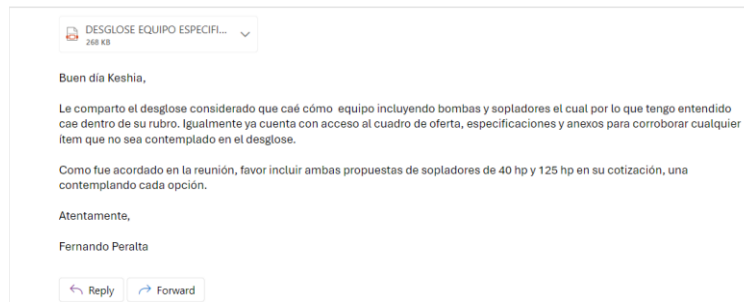 DESGLOSE EQUIPO ESPECIFI...
268 KB
Buen día Keshia,
Le comparto el desglose considerado que caé cómo  equipo incluyendo bombas y sopladores el cual por lo que tengo entendido
cae dentro de su rubro. Igualmente ya cuenta con acceso al cuadro de oferta, especificaciones y anexos para corroborar cualquier
ítem que no sea contemplado en el desglose.
Como fue acordado en la reunión, favor incluir ambas propuestas de sopladores de 40 hp y 125 hp en su cotización, una
contemplando cada opción.
Atentamente,
Fernando Peralta
Reply
Forward